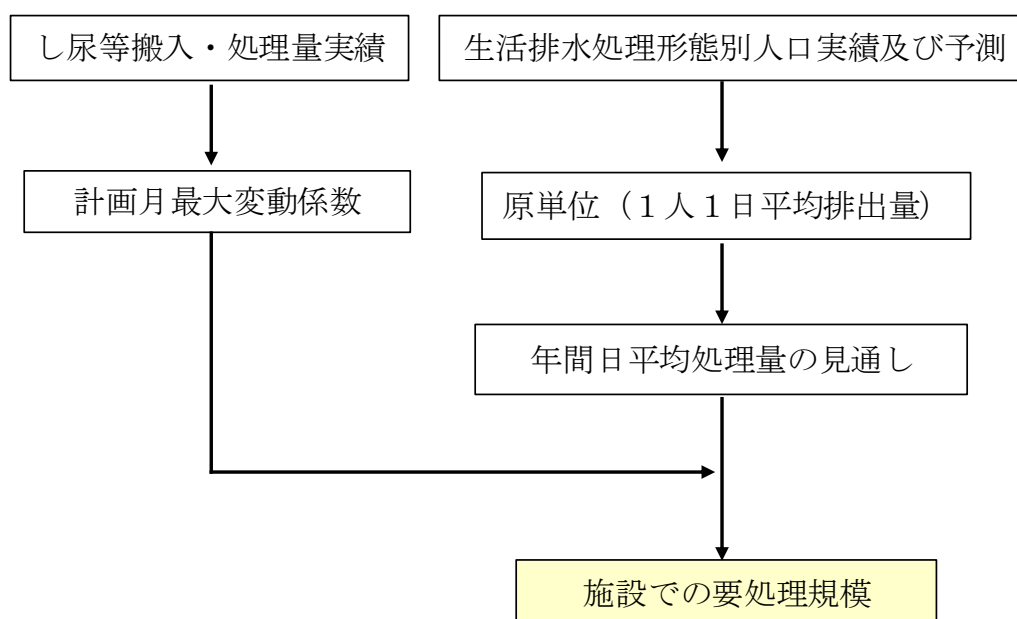 し尿等搬入・処理量実績
生活排水処理形態別人口実績及び予測
計画月最大変動係数
原単位（１人１日平均排出量）
年間日平均処理量の見通し
施設での要処理規模